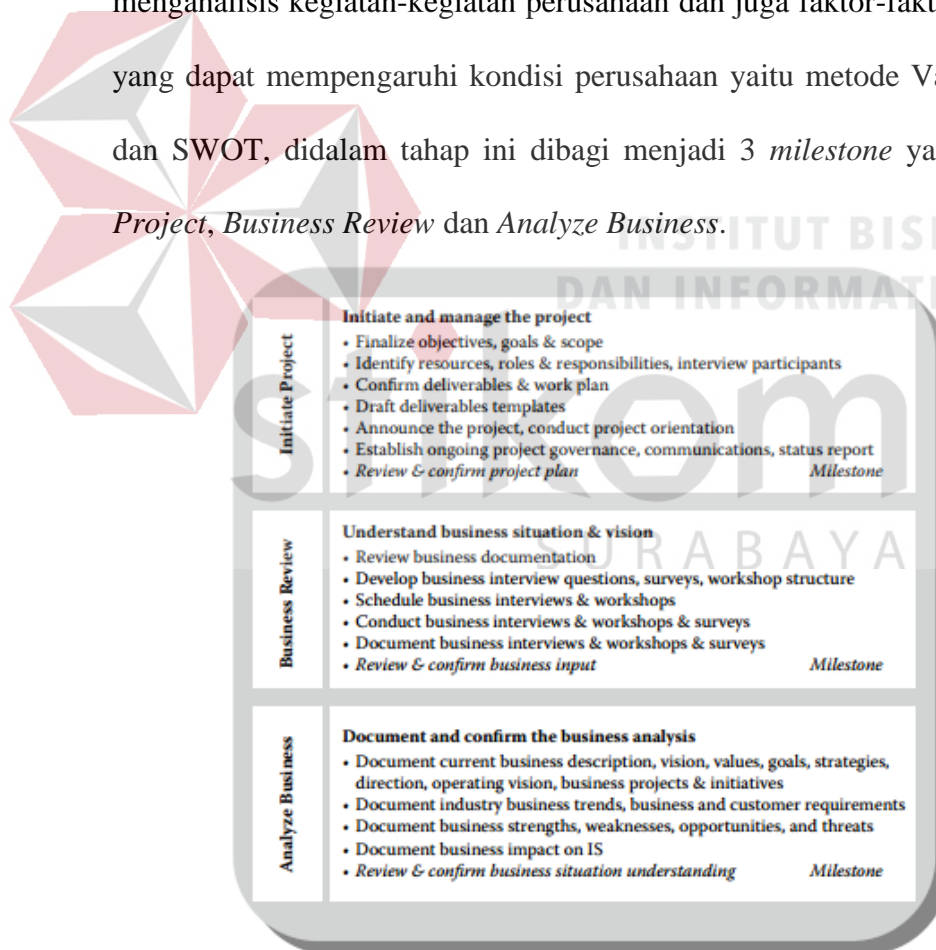 menganalisis kegiatan-kegiatan perusahaan dan juga
yang dapat mempengaruhi kondisi perusahaan yaitu metode
dan SWOT, didalam tahap ini dibagi menjadi 3 milestone
Project, Business Review dan Analyze Business.
INSTITUT
DAN
stikom
SURABAYA
Initiate Project
Initiate and manage the project
• Finalize objectives, goals & scope
• Identify resources, roles & responsibilities, interview participants
• Confirm deliverables & work plan
• Draft deliverables templates
• Announce the project, conduct project orientation
• Establish ongoing project governance, communications, status report
• Review & confirm project plan Milestone
Business Review
Understand business situation & vision
• Review business documentation
• Develop business interview questions, surveys, workshop structure
• Schedule business interviews & workshops
• Conduct business interviews & workshops & surveys
• Document business interviews & workshops & surveys
• Review & confirm business input Milestone
Analyze Business
Document and confirm the business analysis
• Document current business description, vision, values, goals, strategies,
direction, operating vision, business projects & initiatives
• Document industry business trends, business and customer requirements
• Document business strengths, weaknesses, opportunities, and threats
• Document business impact on IS
• Review & confirm business situation understanding Milestone